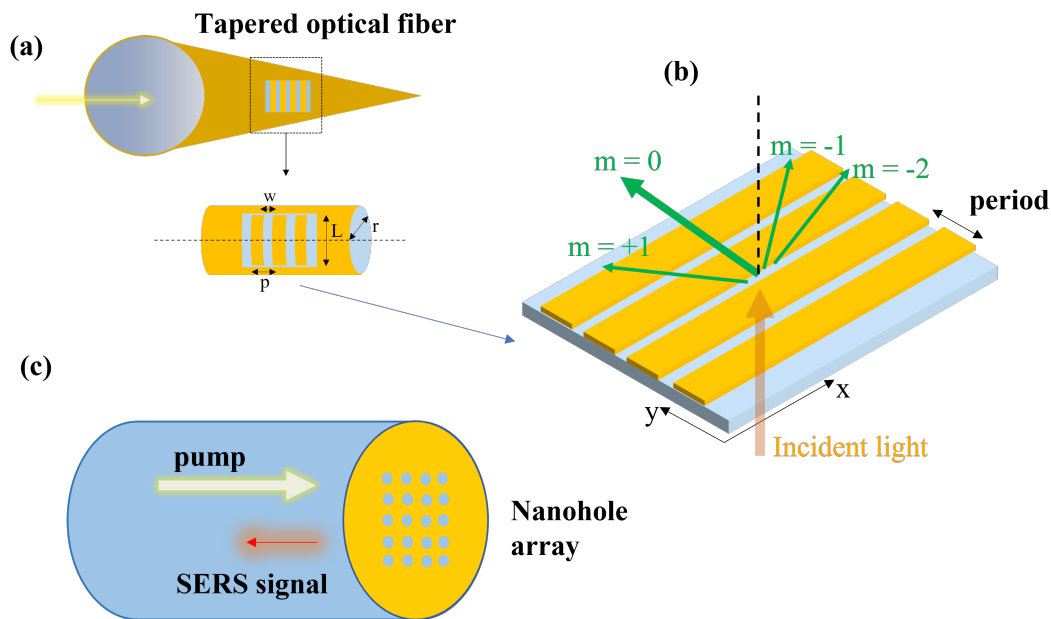 Tapered optical fiber
(a)
w
L
r
p
(b)
m = 0
m = -1
m = -2
m = +1
period
x
y
Incident light
(c)
pump
SERS signal
Nanohole
array